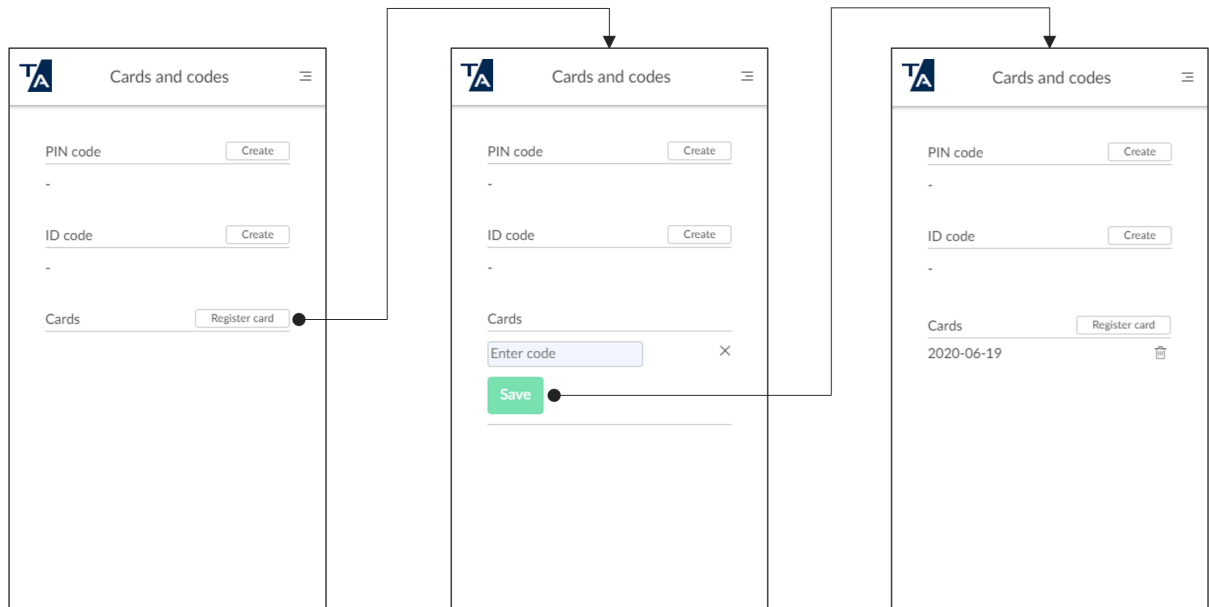 TA Cards and codes
PIN code Create
-
ID code Create
-
Cards Register card
TA Cards and codes
PIN code Create
-
ID code Create
-
Cards
Enter code
Save
TA Cards and codes
PIN code Create
-
ID code Create
-
Cards Register card
2020-06-19